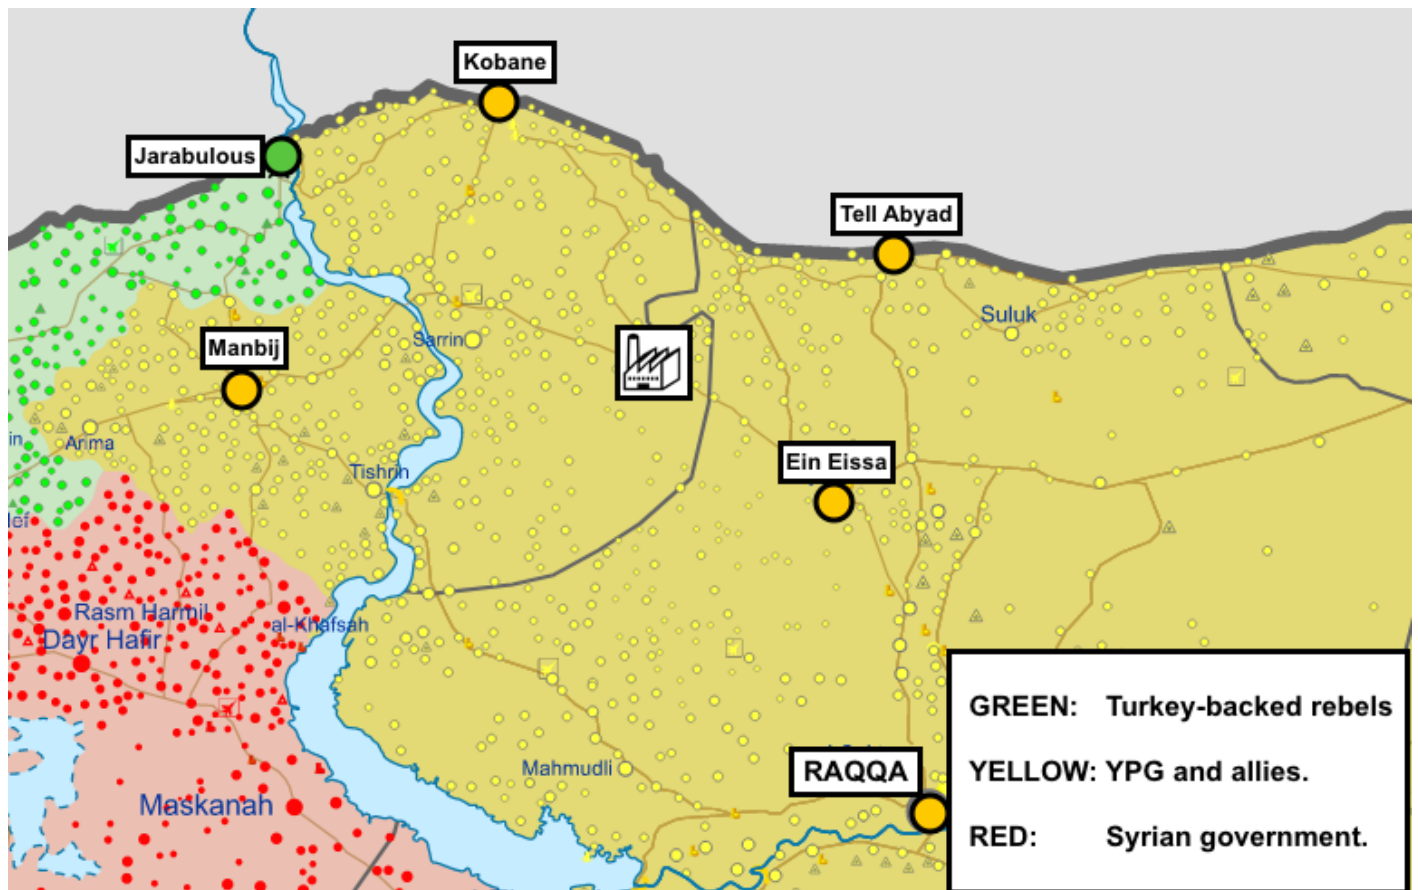 Kobane
Jarabulous
Tell Abyad
Suluk
Sarrin
Manbij
Arima
in
Ein Eissa
Tishrin
Rasm Harmil
al-Khafsah
Dayr Hafir
GREEN: Turkey-backed rebels
Mahmudli
RAQQA
YELLOW: YPG and allies.
Maskanah
RED: Syrian government.